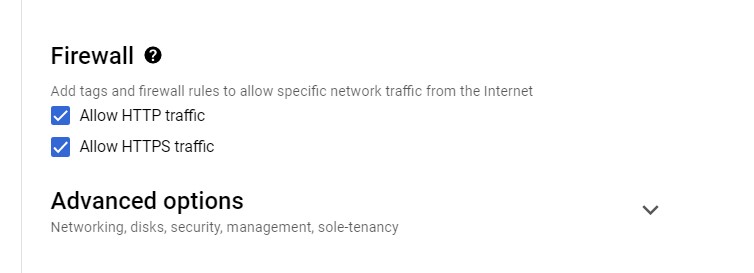 Firewall ?
Add tags and firewall rules to allow specific network traffic from the Internet
Allow HTTP traffic
Allow HTTPS traffic
Advanced options
Networking, disks, security, management, sole-tenancy